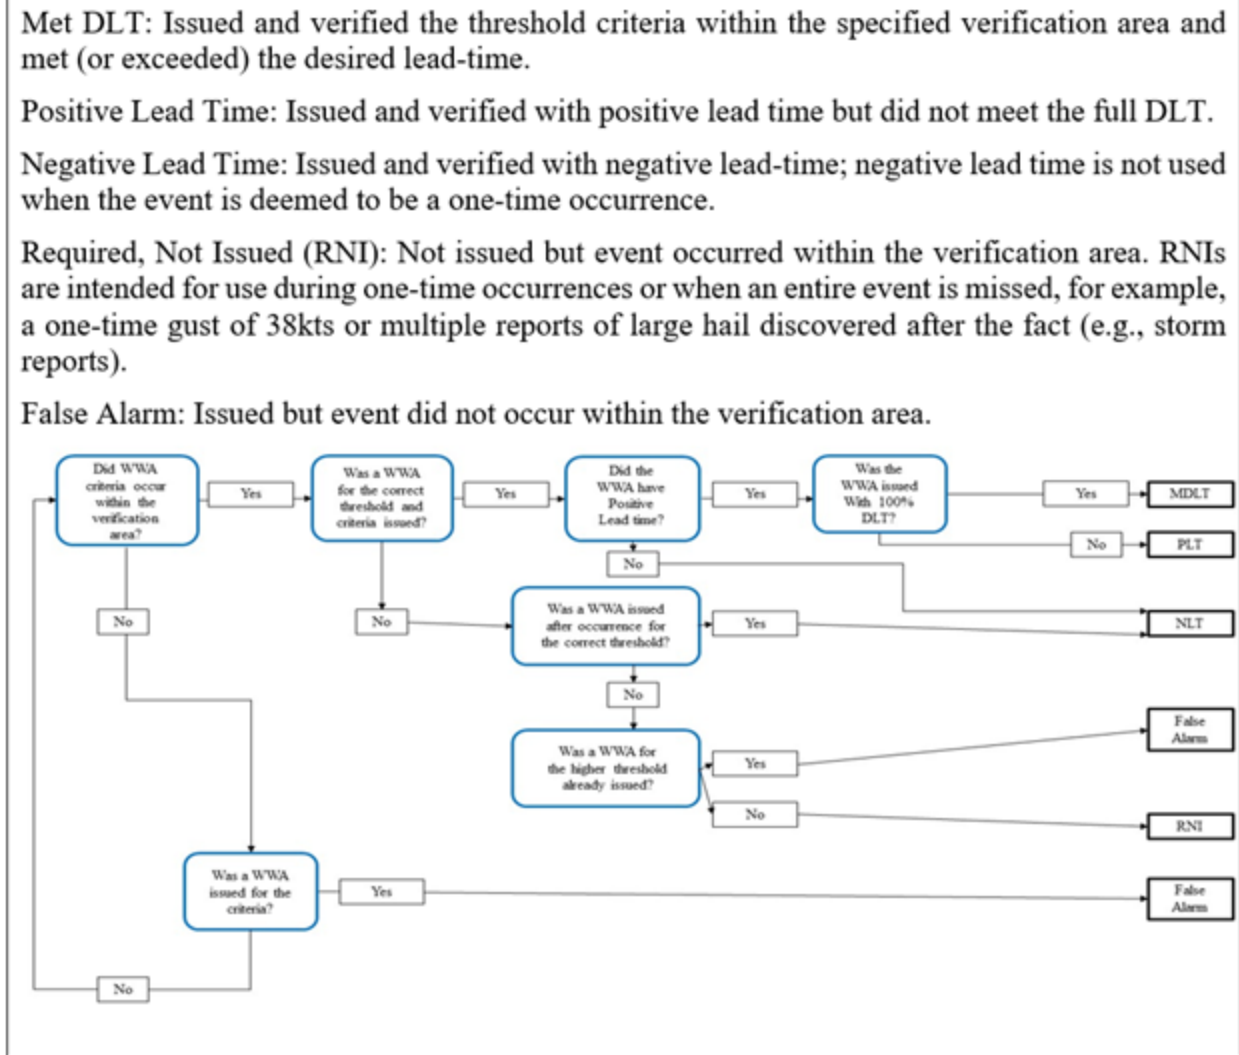 Met DLT: Issued and verified the threshold criteria within the specified verification area and
met (or exceeded) the desired lead-time.
Positive Lead Time: Issued and verified with positive lead time but did not meet the full DLT.
Negative Lead Time: Issued and verified with negative lead-time; negative lead time is not used
when the event is deemed to be a one-time occurrence.
Required, Not Issued (RNI): Not issued but event occurred within the verification area. RNIs
are intended for use during one-time occurrences or when an entire event is missed, for example,
a one-time gust of 38kts or multiple reports of large hail discovered after the fact (e.g., storm
reports).
False Alarm: Issued but event did not occur within the verification area.
Did WWA
criteria occur
within the
verification
area?
Yes
Was a WWA
for the correct
threshold and
criteria issued?
Yes
Did the
WWA have
Positive
Lead time?
Yes
Was the
WWA issued
With 100%
DLT?
Yes
MDLT
No
PLT
No
No
No
Was a WWA issued
after occurrence for
the correct threshold?
Yes
NLT
No
Was a WWA for
the higher threshold
already issued?
Yes
False
Alarm
No
RNI
Was a WWA
issued for the
criteria?
Yes
False
Alarm
No